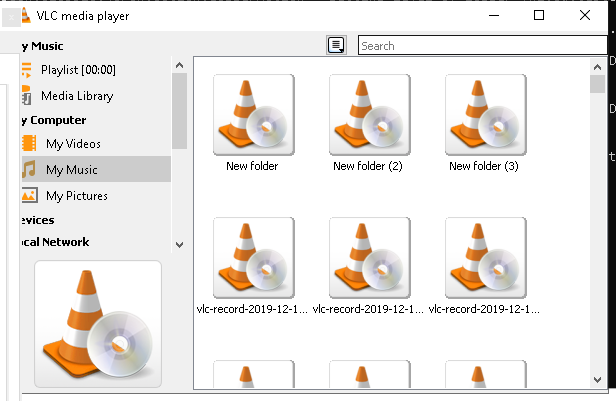 VLC media player
y Music
Search
Playlist [00:00]
Media Library
y Computer
My Videos
My Music
My Pictures
evices
ocal Network
New folder
New folder (2)
New folder (3)
vlc-record-2019-12-1...
vlc-record-2019-12-1...
vlc-record-2019-12-1...
D
D
t